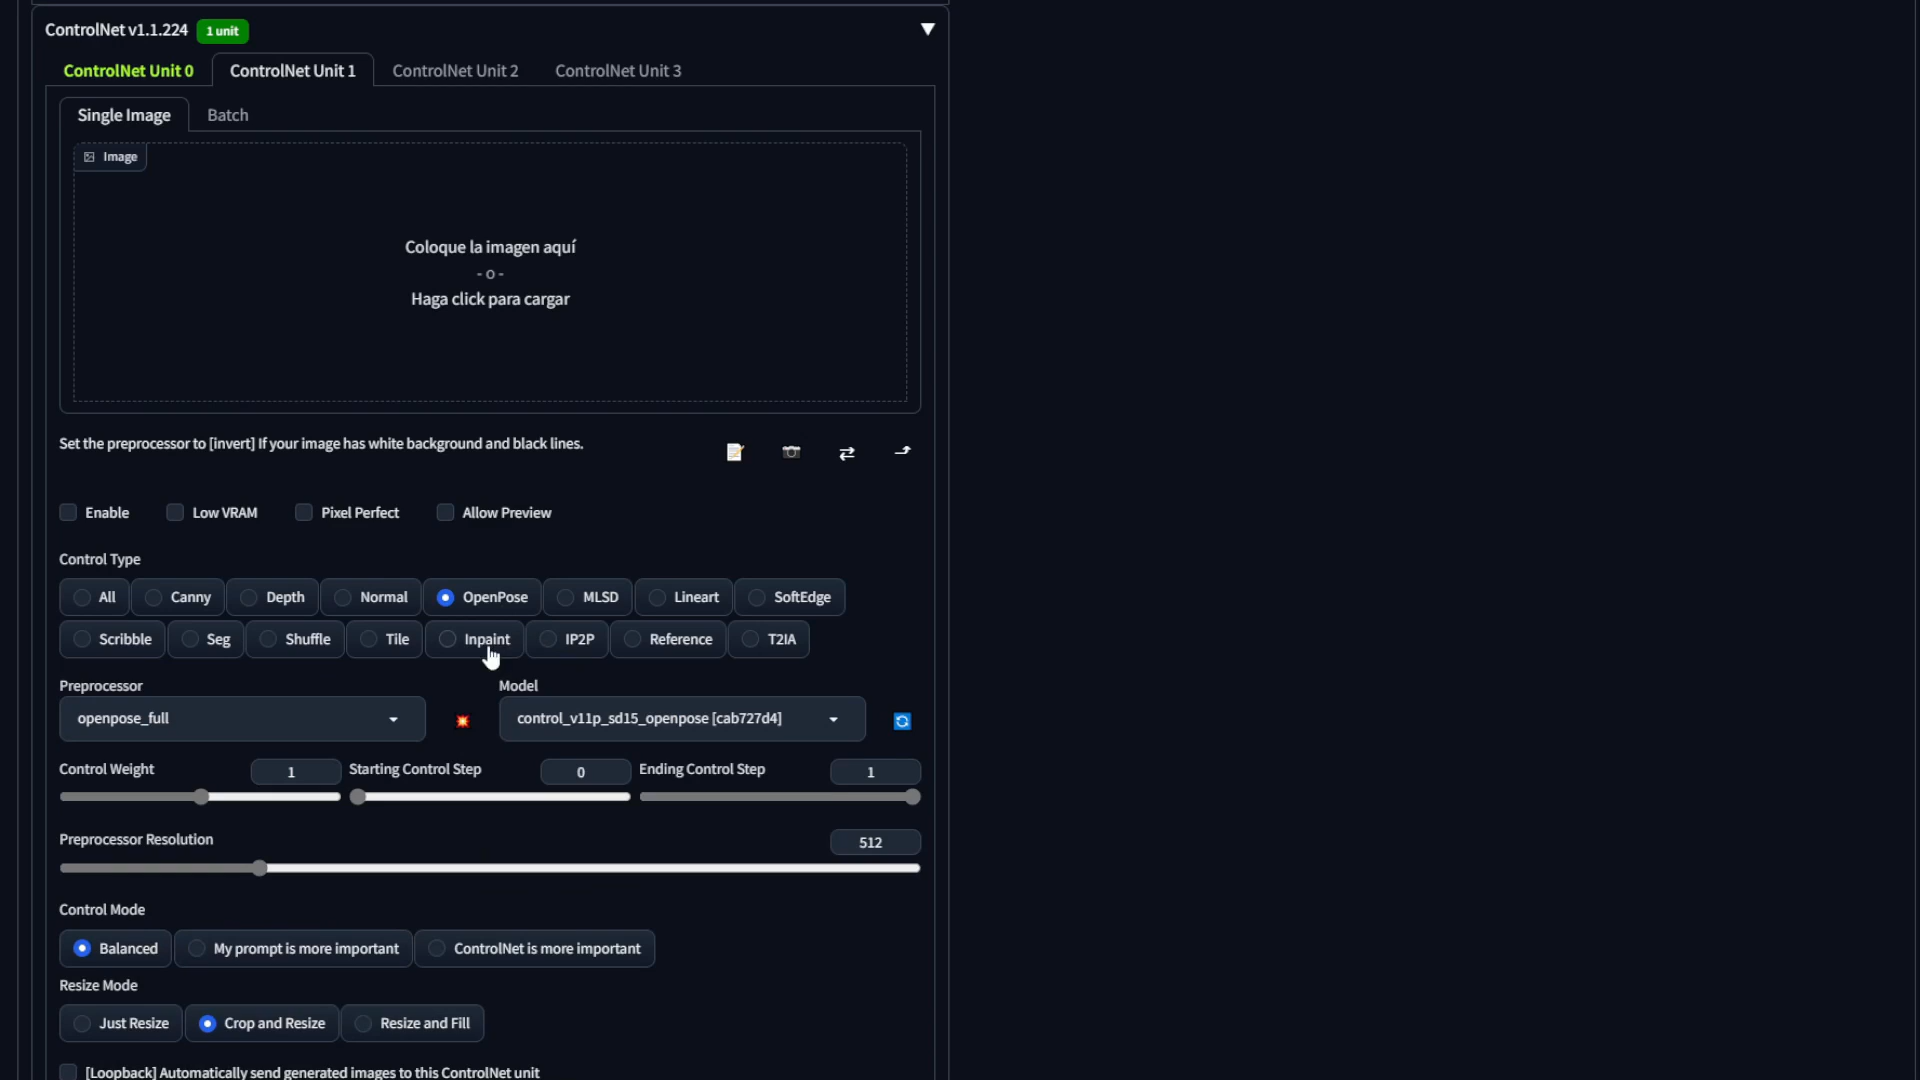 ControlNet v1.1.224 1 unit
ControlNet Unit 0 ControlNet Unit 1 ControlNet Unit 2 ControlNet Unit 3
Single Image Batch
Image
Coloque la imagen aquí
- o -
Haga click para cargar
Set the preprocessor to [invert] If your image has white background and black lines.
Enable Low VRAM Pixel Perfect Allow Preview
Control Type
All Canny Depth Normal OpenPose MLSD Lineart SoftEdge
Scribble Seg Shuffle Tile Inpaint IP2P Reference T2IA
Preprocessor Model
openpose_full control_v11p_sd15_openpose [cab727d4]
Control Weight 1 Starting Control Step 0 Ending Control Step 1
Preprocessor Resolution 512
Control Mode
Balanced My prompt is more important ControlNet is more important
Resize Mode
Just Resize Crop and Resize Resize and Fill
[Loopback] Automatically send generated images to this ControlNet unit